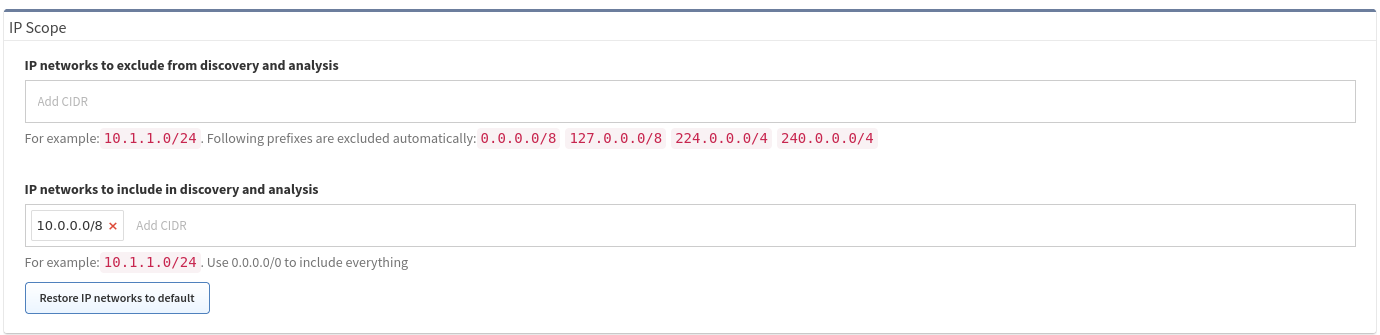 IP Scope
IP networks to exclude from discovery and analysis
Add CIDR
For example: 10.1.1.0/24 . Following prefixes are excluded automatically: 0.0.0.0/8 127.0.0.0/8 224.0.0.0/4 240.0.0.0/4
IP networks to include in discovery and analysis
10.0.0.0/8 × Add CIDR
For example: 10.1.1.0/24 . Use 0.0.0.0/0 to include everything
Restore IP networks to default